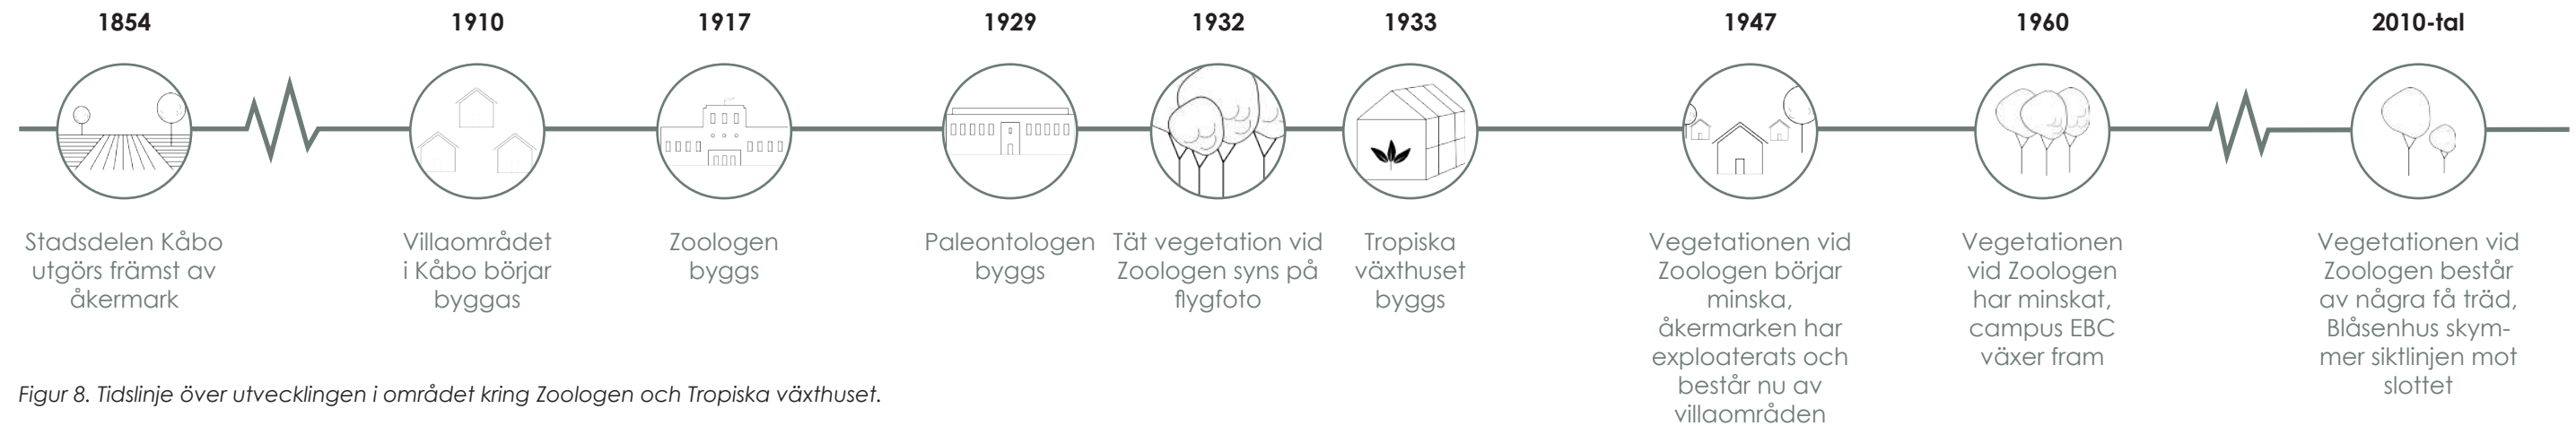 1854
Stadsdelen Kåbo
utgörs främst av
åkermark
1910
Villaområdet
i Kåbo börjar
byggas
1917
Zoologen
byggs
1929
Paleontologen
byggs
1932
Tät vegetation vid
Zoologen syns på
flygfoto
1933
Tropiska
växthuset
byggs
1947
Vegetationen vid
Zoologen börjar
minska,
åkermarken har
exploaterats och
består nu av
villaområden
1960
Vegetationen
vid Zoologen
har minskat,
campus EBC
växer fram
2010-tal
Vegetationen vid
Zoologen består
av några få träd,
Blåsenhus skym-
mer siktlinjen mot
slottet
Figur 8. Tidslinje över utvecklingen i området kring Zoologen och Tropiska växthuset.